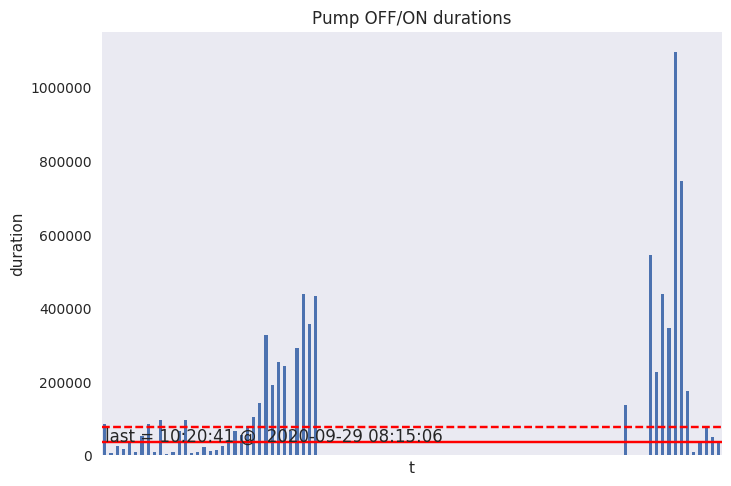 Pump OFF/ON durations
1000000
800000
600000
400000
200000
0
duration
last = 10:20:41 @ 2020-09-29 08:15:06
t